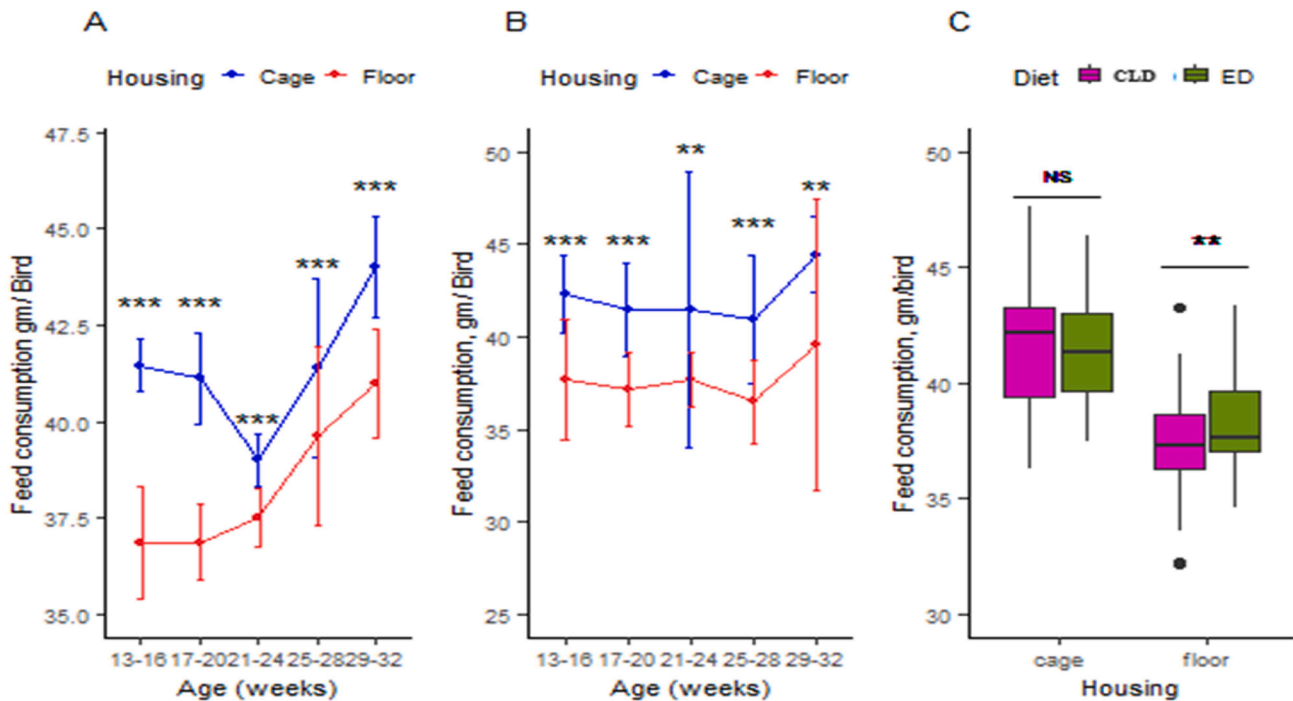 A
Housing Cage Floor
Feed consumption gm/ Bird
47.5
45.0
42.5
40.0
37.5
35.0
***
***
***
***
***
13-16 17-20 21-24 25-28 29-32
Age (weeks)
B
Housing Cage Floor
Feed consumption, gm/ Bird
50
45
40
35
30
25
***
***
**
***
**
13-16 17-20 21-24 25-28 29-32
Age (weeks)
C
Diet CLD ED
Feed consumption, gm/bird
50
45
40
35
30
NS
**
cage floor
Housing